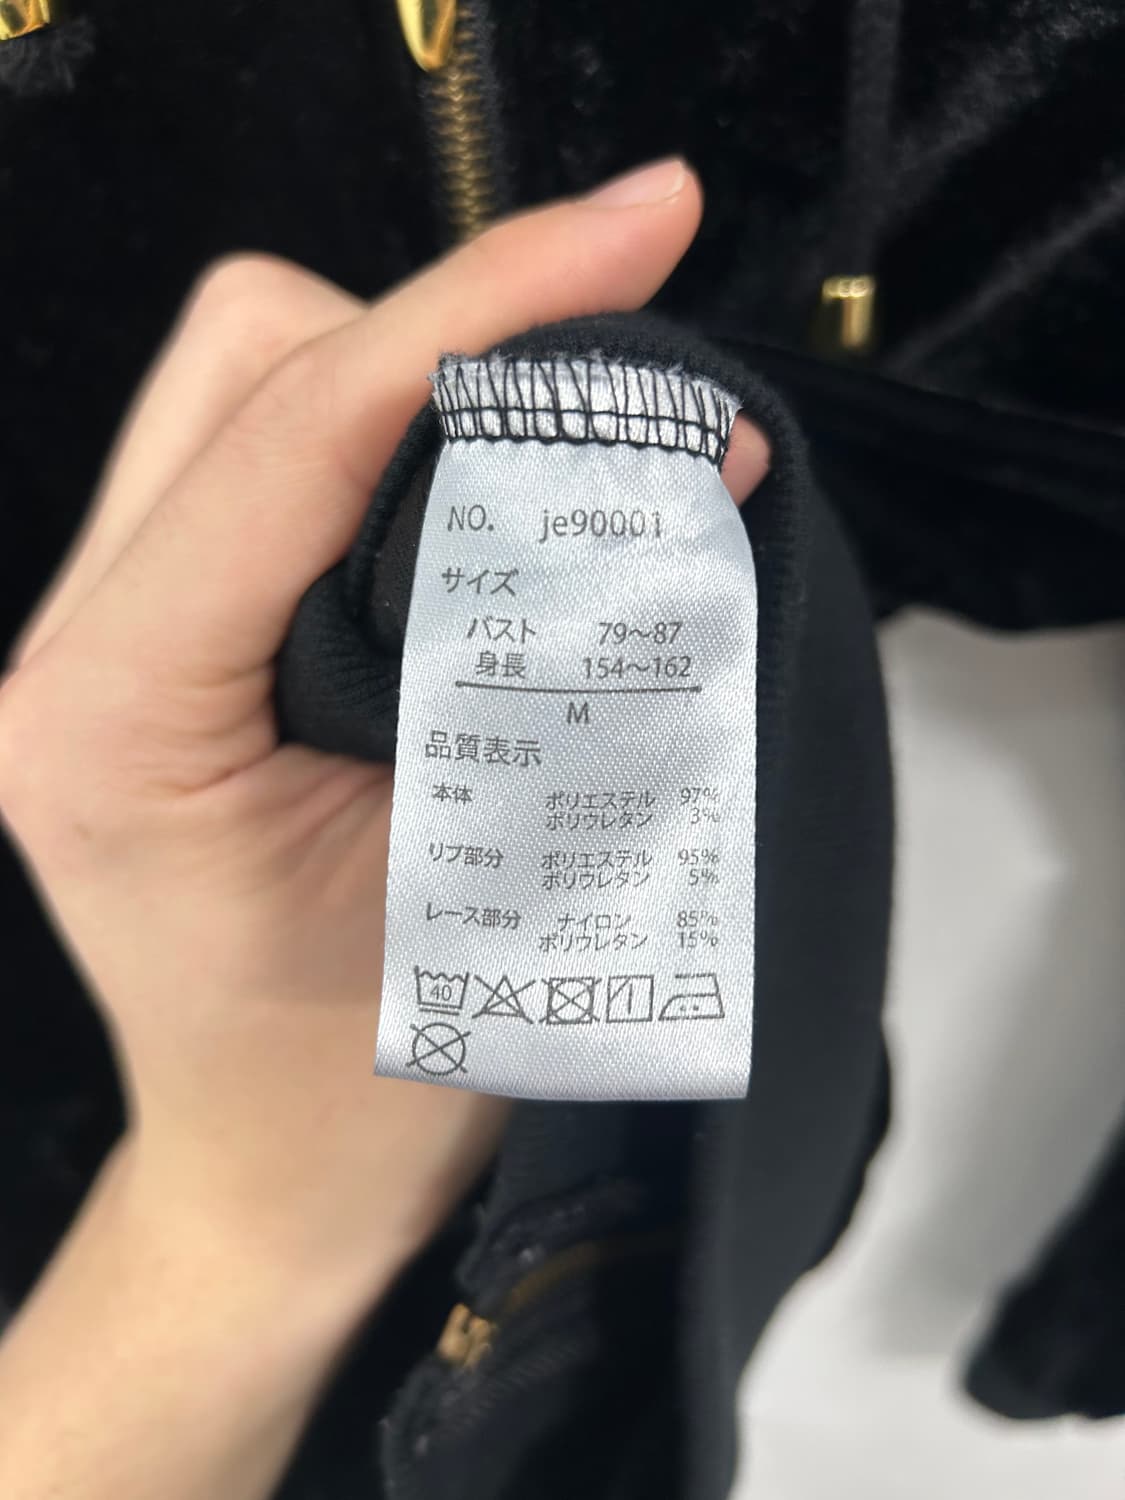 NO. je90001
サイズ
バスト 79～87
身長 154～162
M
品質表示
本体 ポリエステル 97%
ポリウレタン 3%
リブ部分 ポリエステル 95%
ポリウレタン 5%
レース部分 ナイロン 85%
ポリウレタン 15%
40